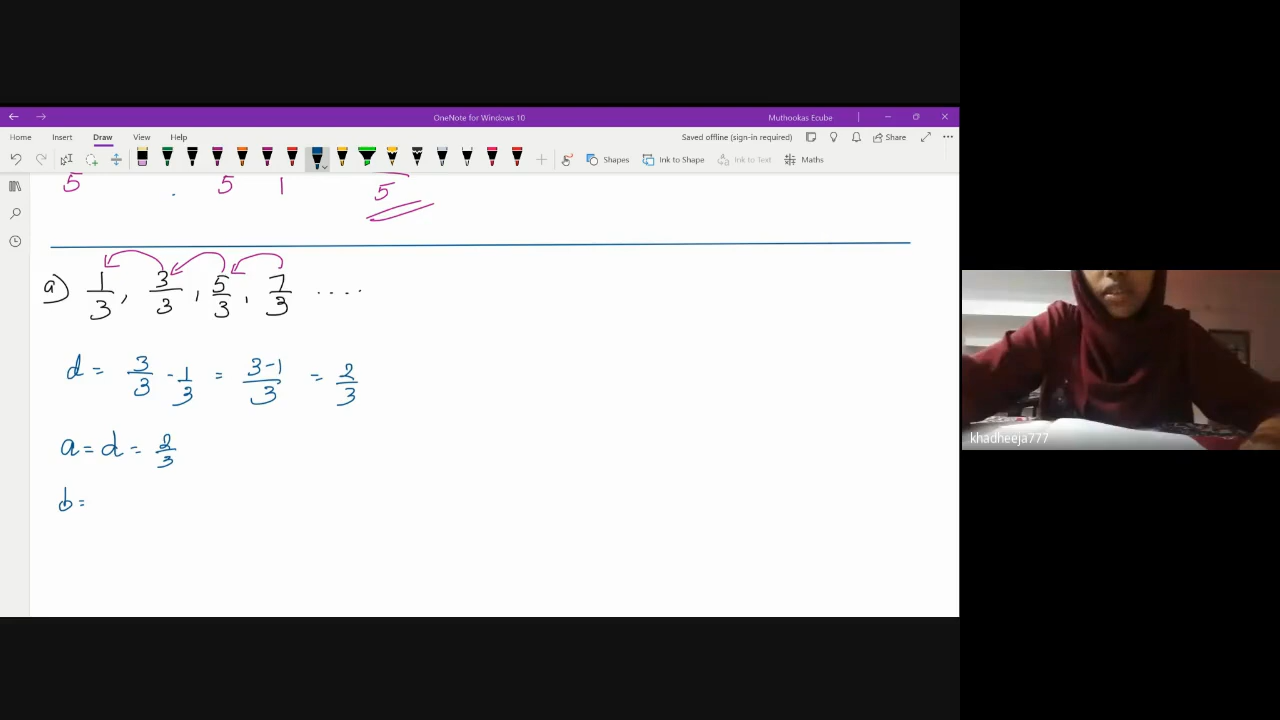 OneNote for Windows 10
Muthookas Ecube
Home Insert Draw View Help
Saved offline (sign-in required)
Share
Shapes
Ink to Shape
Ink to Text
Maths
5 . 5 1 5
a) 1/3, 3/3, 5/3, 7/3 ....
d = 3/3 - 1/3 = 3-1/3 = 2/3
a = d = 2/3
b =
khadheeja777